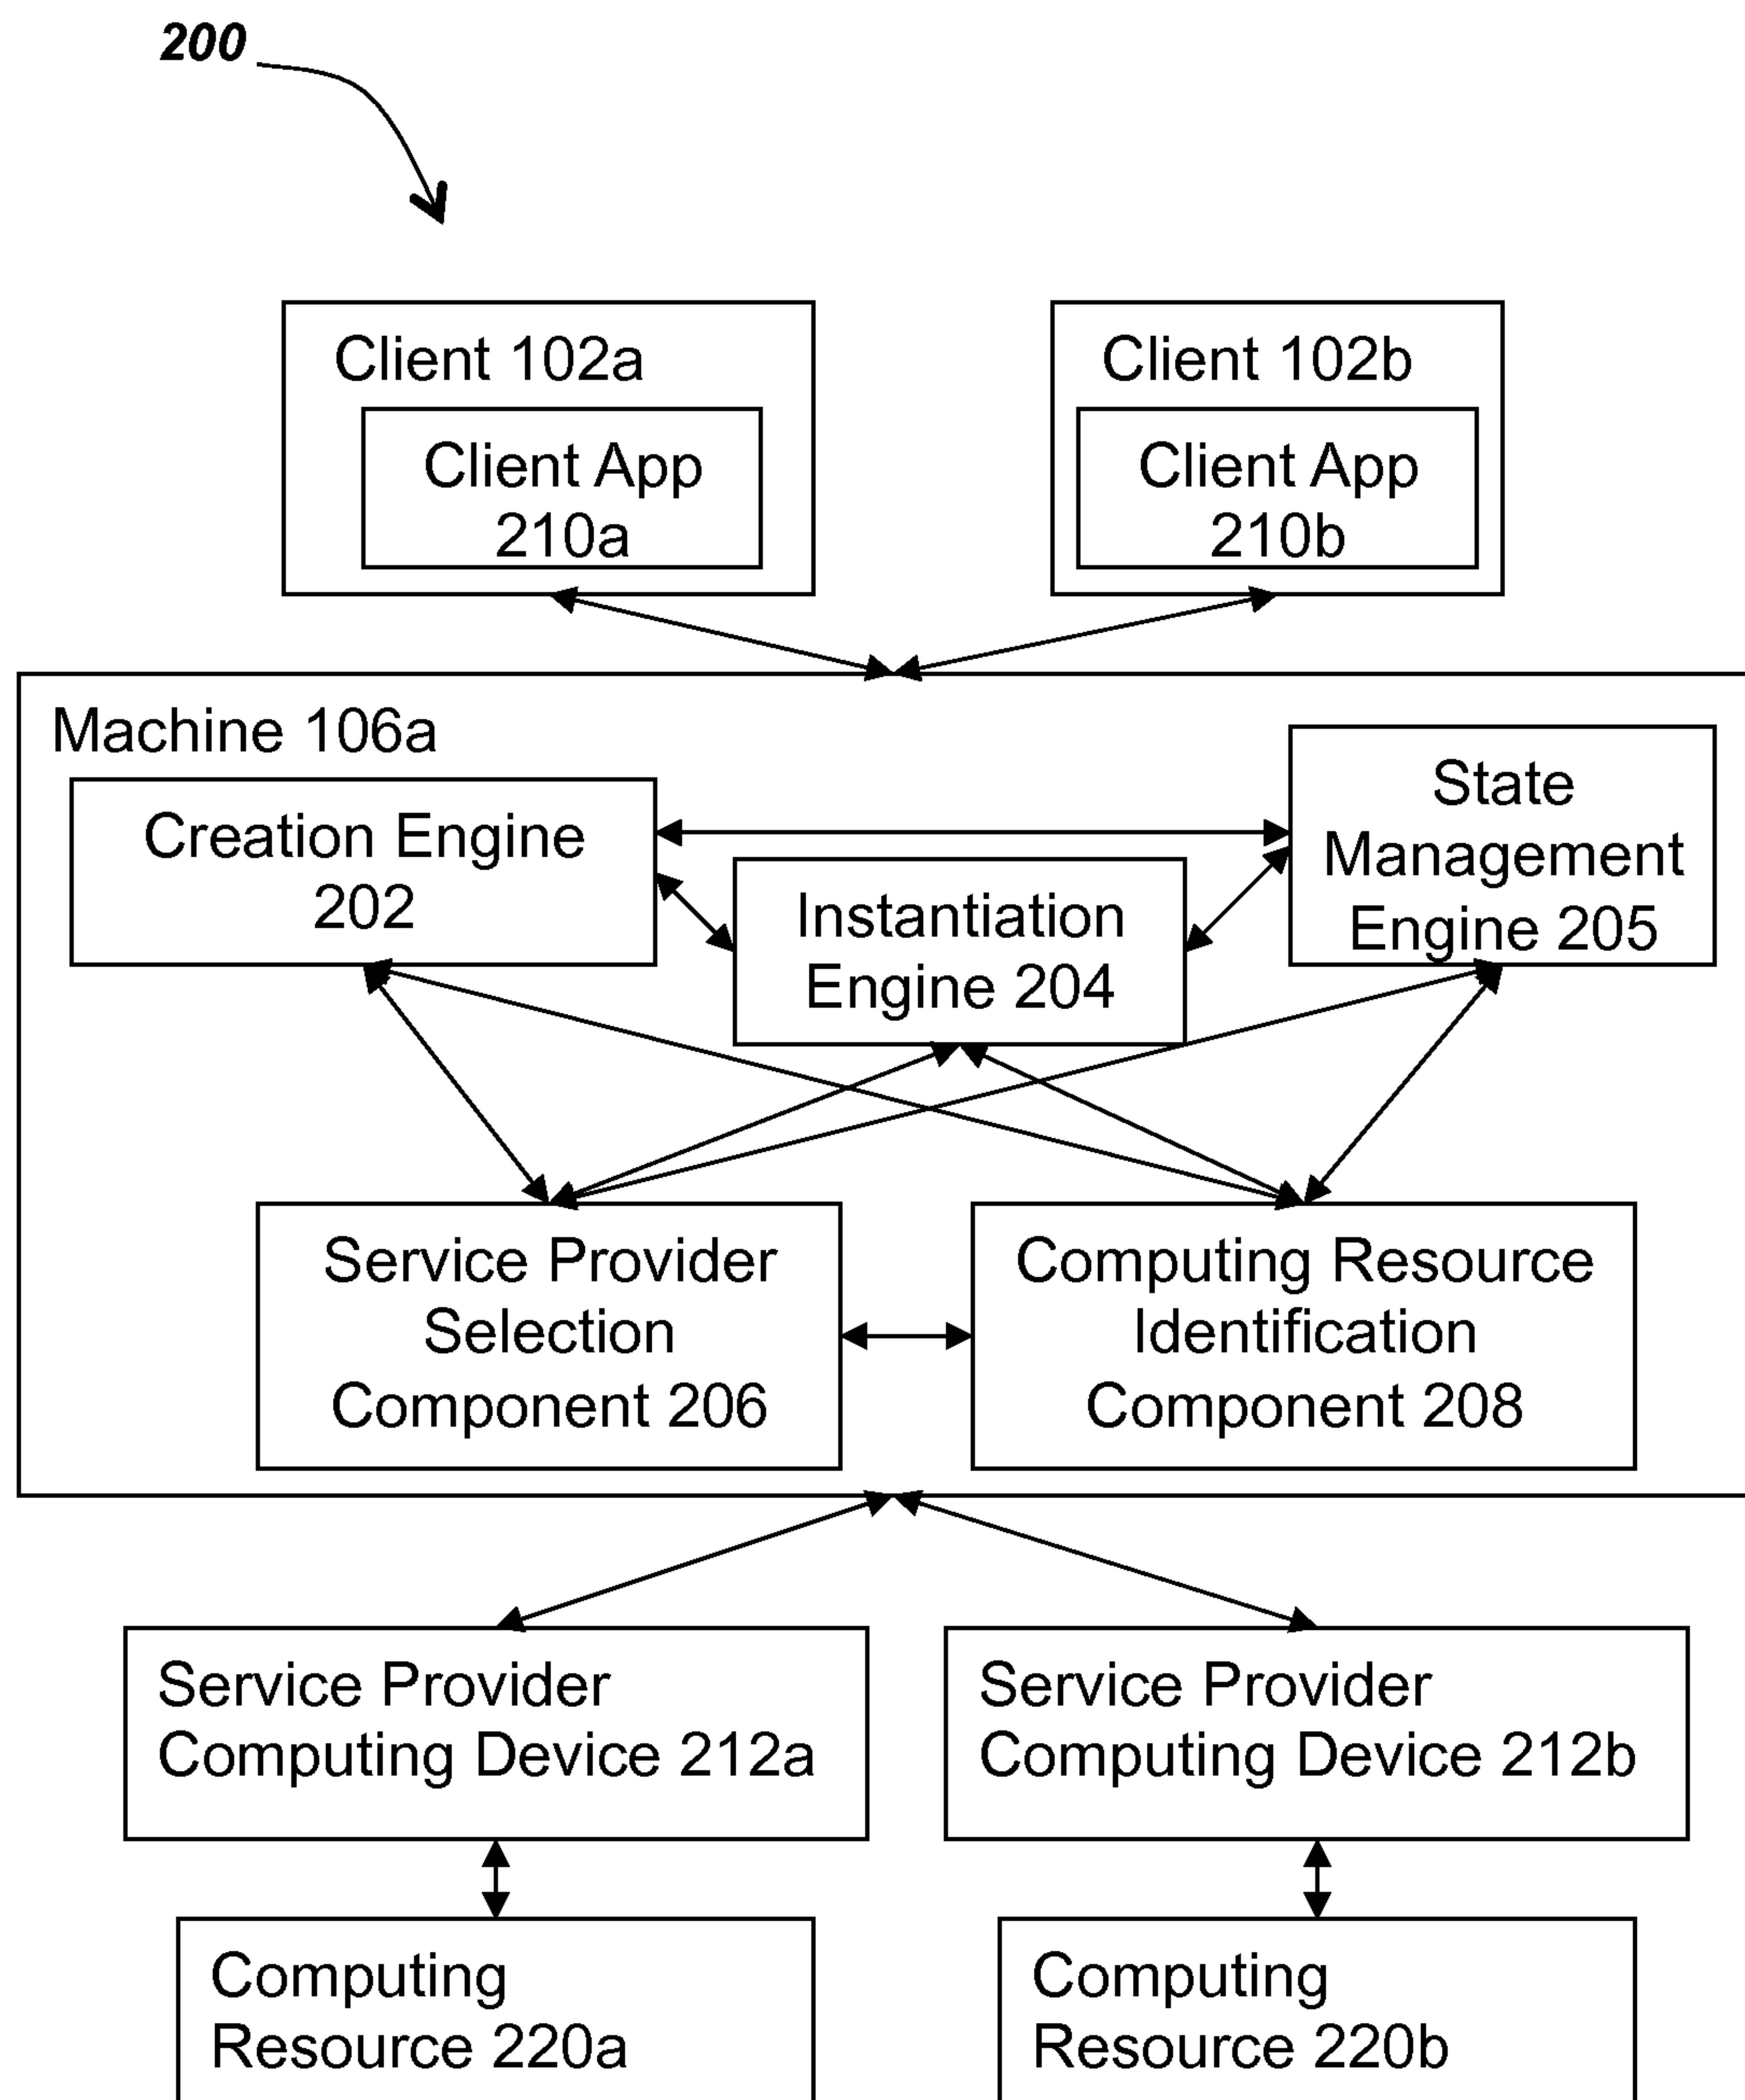 200
Client 102a
Client App
210a
Client 102b
Client App
210b
Machine 106a
Creation Engine
202
Instantiation
Engine 204
State
Management
Engine 205
Service Provider
Selection
Component 206
Computing Resource
Identification
Component 208
Service Provider
Computing Device 212a
Service Provider
Computing Device 212b
Computing
Resource 220a
Computing
Resource 220b